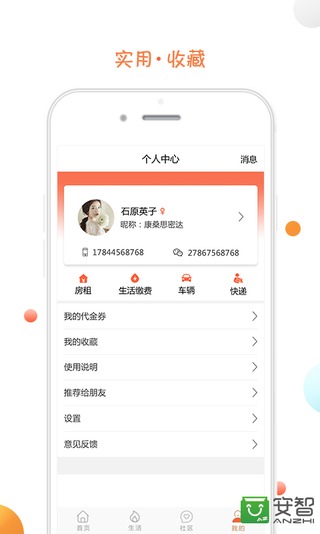 实用·收藏
个人中心 消息
石原英子
昵称：康桑思密达
17844568768 27867568768
房租 生活缴费 车辆 快递
我的代金券
我的收藏
使用说明
推荐给朋友
设置
意见反馈
首页 生活 社区 我的
安智
ANZHI